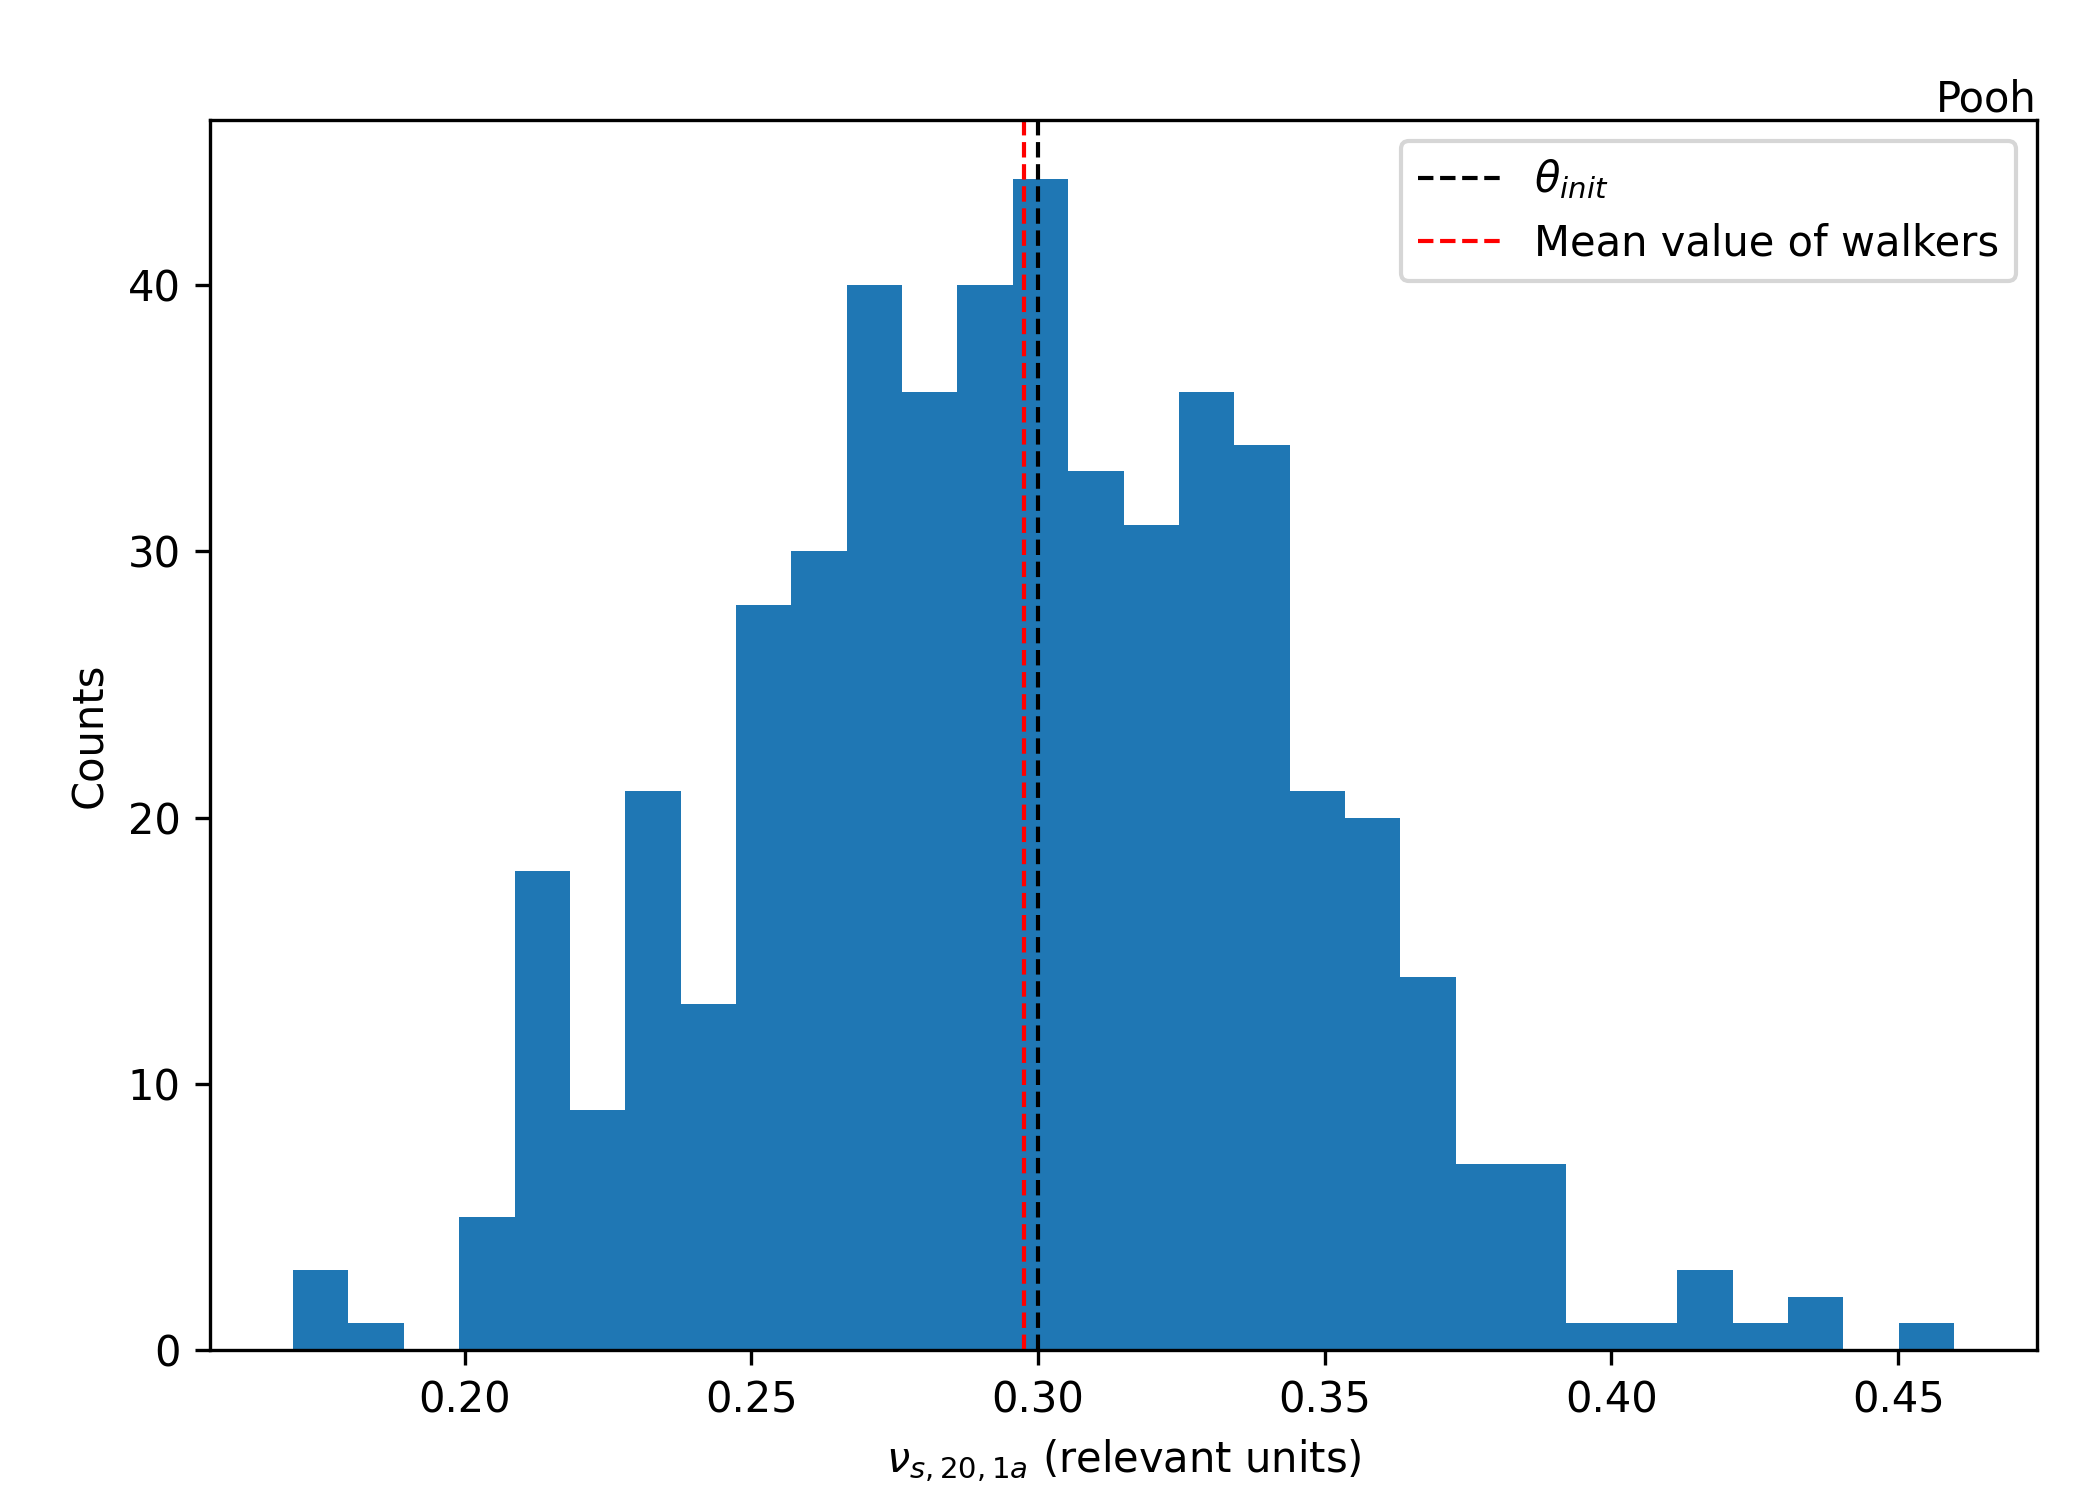 Pooh
θinit
Mean value of walkers
40
30
20
10
0
Counts
0.20 0.25 0.30 0.35 0.40 0.45
νs, 20, 1a (relevant units)